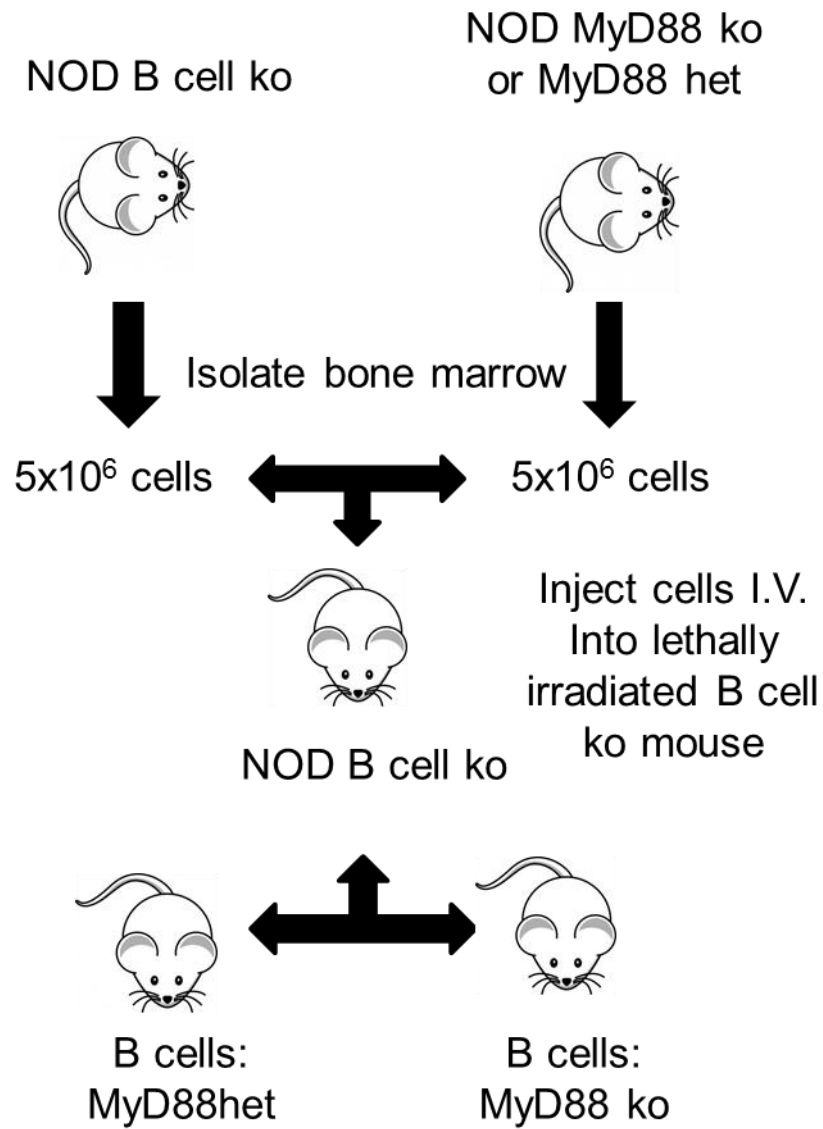 NOD B cell ko
NOD MyD88 ko
or MyD88 het
Isolate bone marrow
5x10⁶ cells
5x10⁶ cells
Inject cells I.V.
Into lethally
irradiated B cell
ko mouse
NOD B cell ko
B cells:
MyD88het
B cells:
MyD88 ko